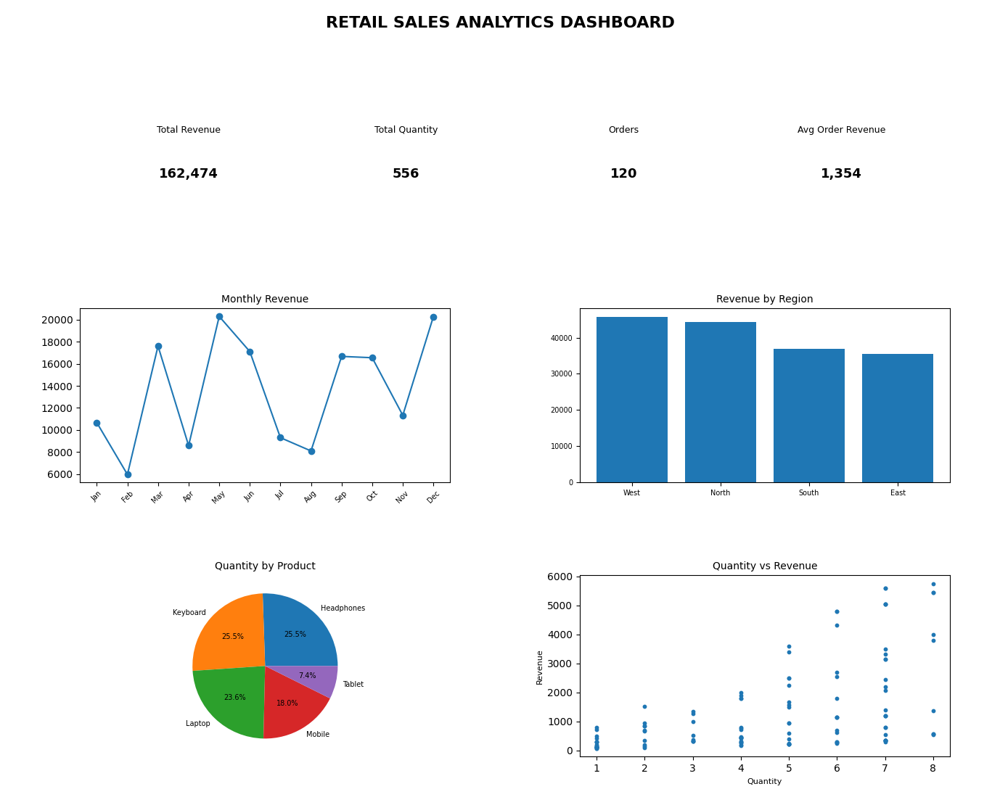 RETAIL SALES ANALYTICS DASHBOARD
Total Revenue
162,474
Total Quantity
556
Orders
120
Avg Order Revenue
1,354
Monthly Revenue
20000
18000
16000
14000
12000
10000
8000
6000
Jan Feb Mar Apr May Jun Jul Aug Sep Oct Nov Dec
Revenue by Region
40000
30000
20000
10000
0
West North South East
Quantity by Product
Headphones
25.5%
Keyboard
25.5%
Laptop
23.6%
Mobile
18.0%
Tablet
7.4%
Quantity vs Revenue
Revenue
6000
5000
4000
3000
2000
1000
0
1 2 3 4 5 6 7 8
Quantity